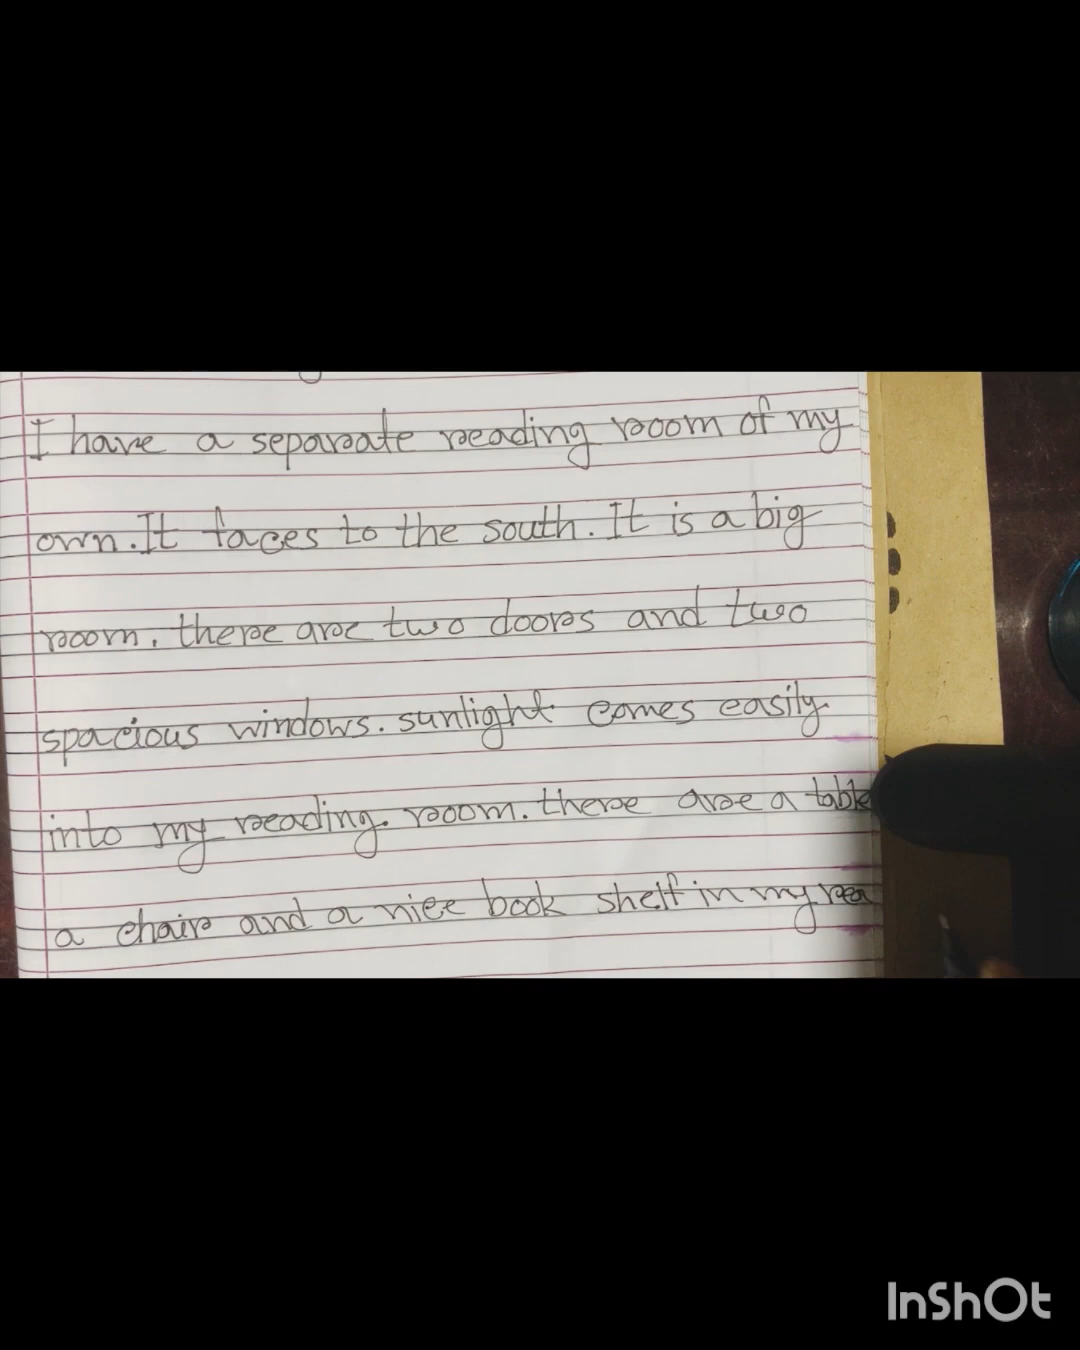 I have a separate reading room of my
own. It faces to the south. It is a big
room. there are two doors and two
spacious windows. sunlight comes easily
into my reading. room. there are a table
a chair and a nice book shelf in my rea
InShOt